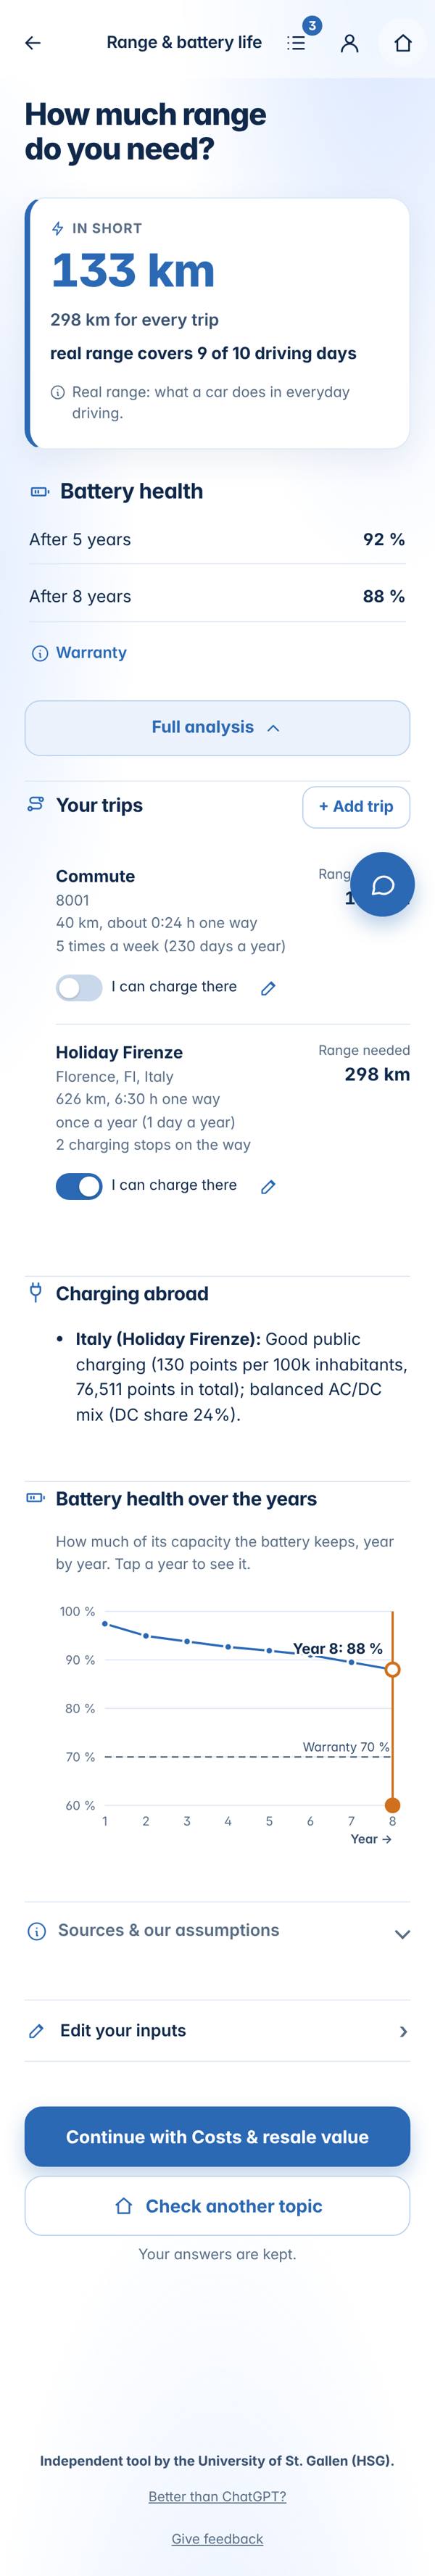 Range & battery life
3
How much range
do you need?
IN SHORT
133 km
298 km for every trip
real range covers 9 of 10 driving days
Real range: what a car does in everyday
driving.
Battery health
After 5 years 92 %
After 8 years 88 %
Warranty
Full analysis
Your trips
+ Add trip
Commute
8001
40 km, about 0:24 h one way
5 times a week (230 days a year)
I can charge there
Holiday Firenze
Range needed
Florence, FI, Italy
298 km
626 km, 6:30 h one way
once a year (1 day a year)
2 charging stops on the way
I can charge there
Charging abroad
• Italy (Holiday Firenze): Good public
charging (130 points per 100k inhabitants,
76,511 points in total); balanced AC/DC
mix (DC share 24%).
Battery health over the years
How much of its capacity the battery keeps, year
by year. Tap a year to see it.
100 %
Year 8: 88 %
90 %
80 %
Warranty 70 %
70 %
60 %
1 2 3 4 5 6 7 8
Year →
Sources & our assumptions
Edit your inputs
Continue with Costs & resale value
Check another topic
Your answers are kept.
Independent tool by the University of St. Gallen (HSG).
Better than ChatGPT?
Give feedback